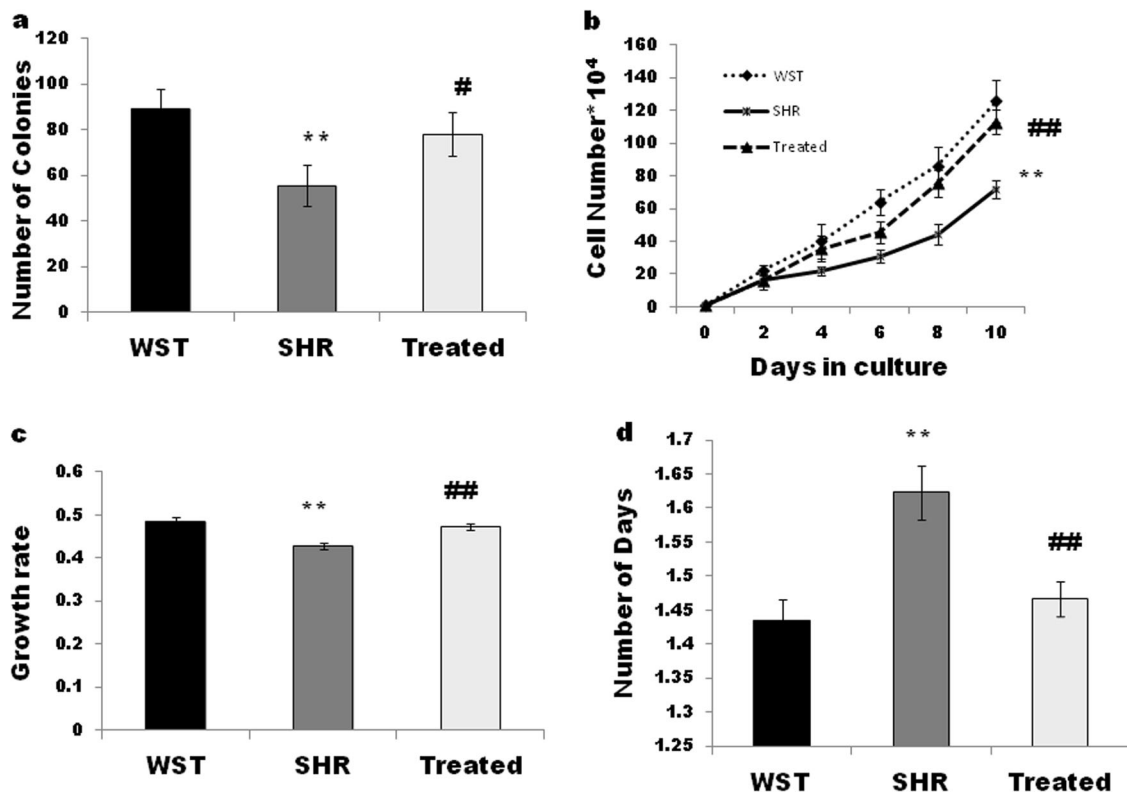 a
120
100
80
60
40
20
0
Number of Colonies
**
#
WST SHR Treated
b
160
140
120
100
80
60
40
20
0
Cell Number*10⁴
WST
SHR
Treated
##
**
0 2 4 6 8 10
Days in culture
c
0.6
0.5
0.4
0.3
0.2
0.1
0
Growth rate
**
##
WST SHR Treated
d
1.7
1.65
1.6
1.55
1.5
1.45
1.4
1.35
1.3
1.25
Number of Days
**
##
WST SHR Treated